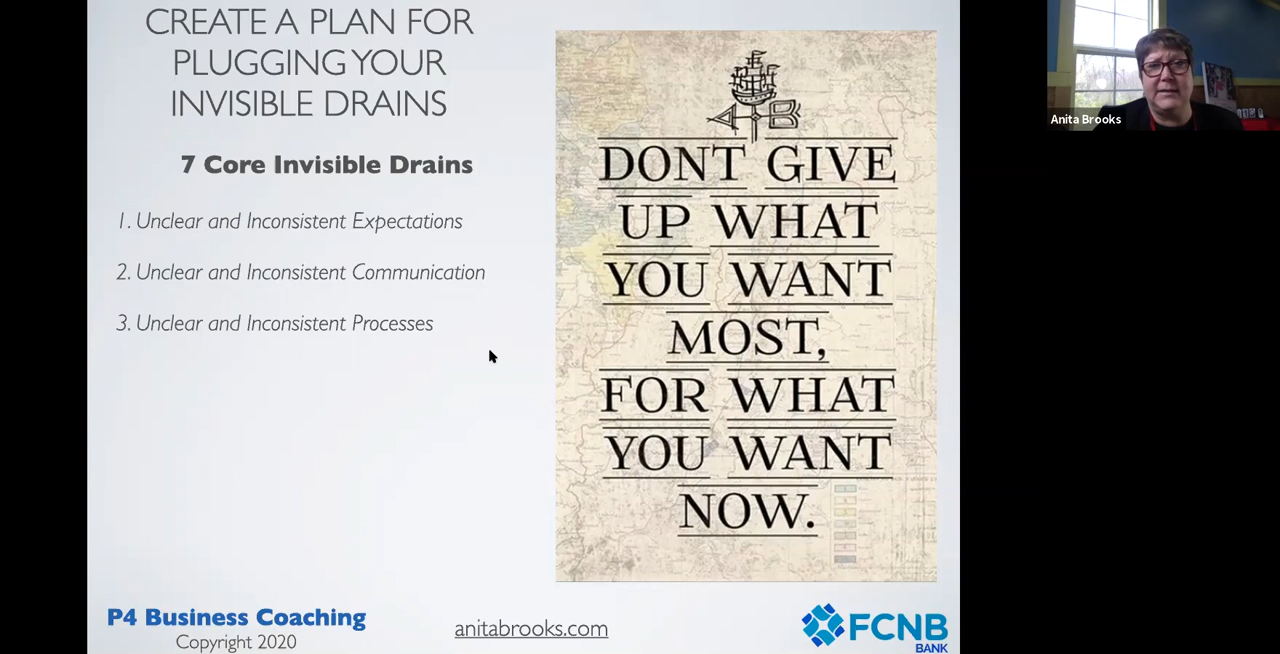 CREATE A PLAN FOR
PLUGGING YOUR
INVISIBLE DRAINS
7 Core Invisible Drains
1. Unclear and Inconsistent Expectations
2. Unclear and Inconsistent Communication
3. Unclear and Inconsistent Processes
A B
DONT GIVE
UP WHAT
YOU WANT
MOST,
FOR WHAT
YOU WANT
NOW.
P4 Business Coaching
Copyright 2020
anitabrooks.com
FCNB
BANK
Anita Brooks